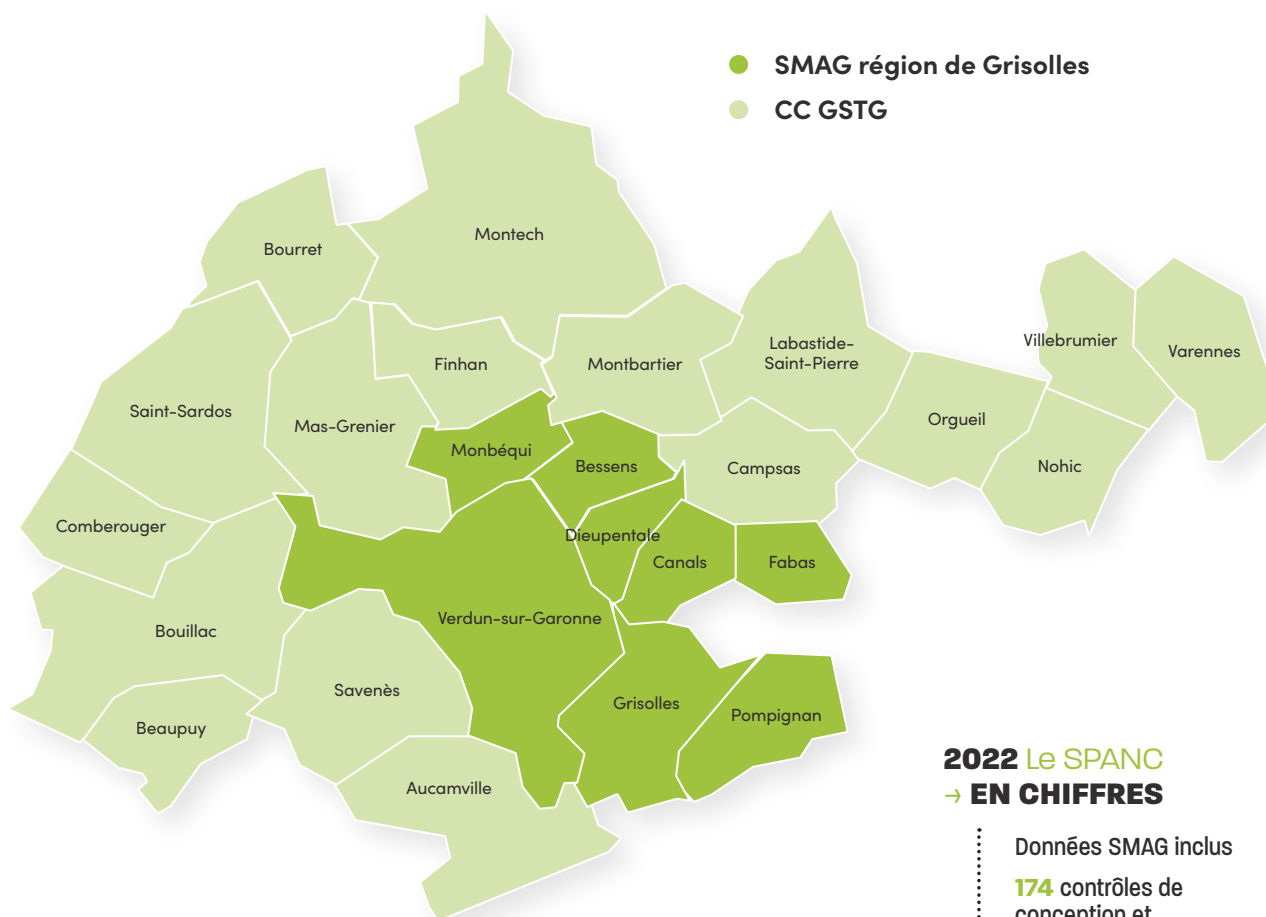 SMAG région de Grisolles
CC GSTG
Montech
Bourret
Villebrumier
Labastide-
Saint-Pierre
Varennes
Finhan
Montbartier
Saint-Sardos
Orgueil
Mas-Grenier
Monbéqui
Bessens
Campsas
Nohic
Comberouger
Dieupentale
Canals
Fabas
Verdun-sur-Garonne
Bouillac
Savenès
Grisolles
Pompignan
Beaupuy
Aucamville
2022 Le SPANC
→ EN CHIFFRES
Données SMAG inclus
174 contrôles de
conception et